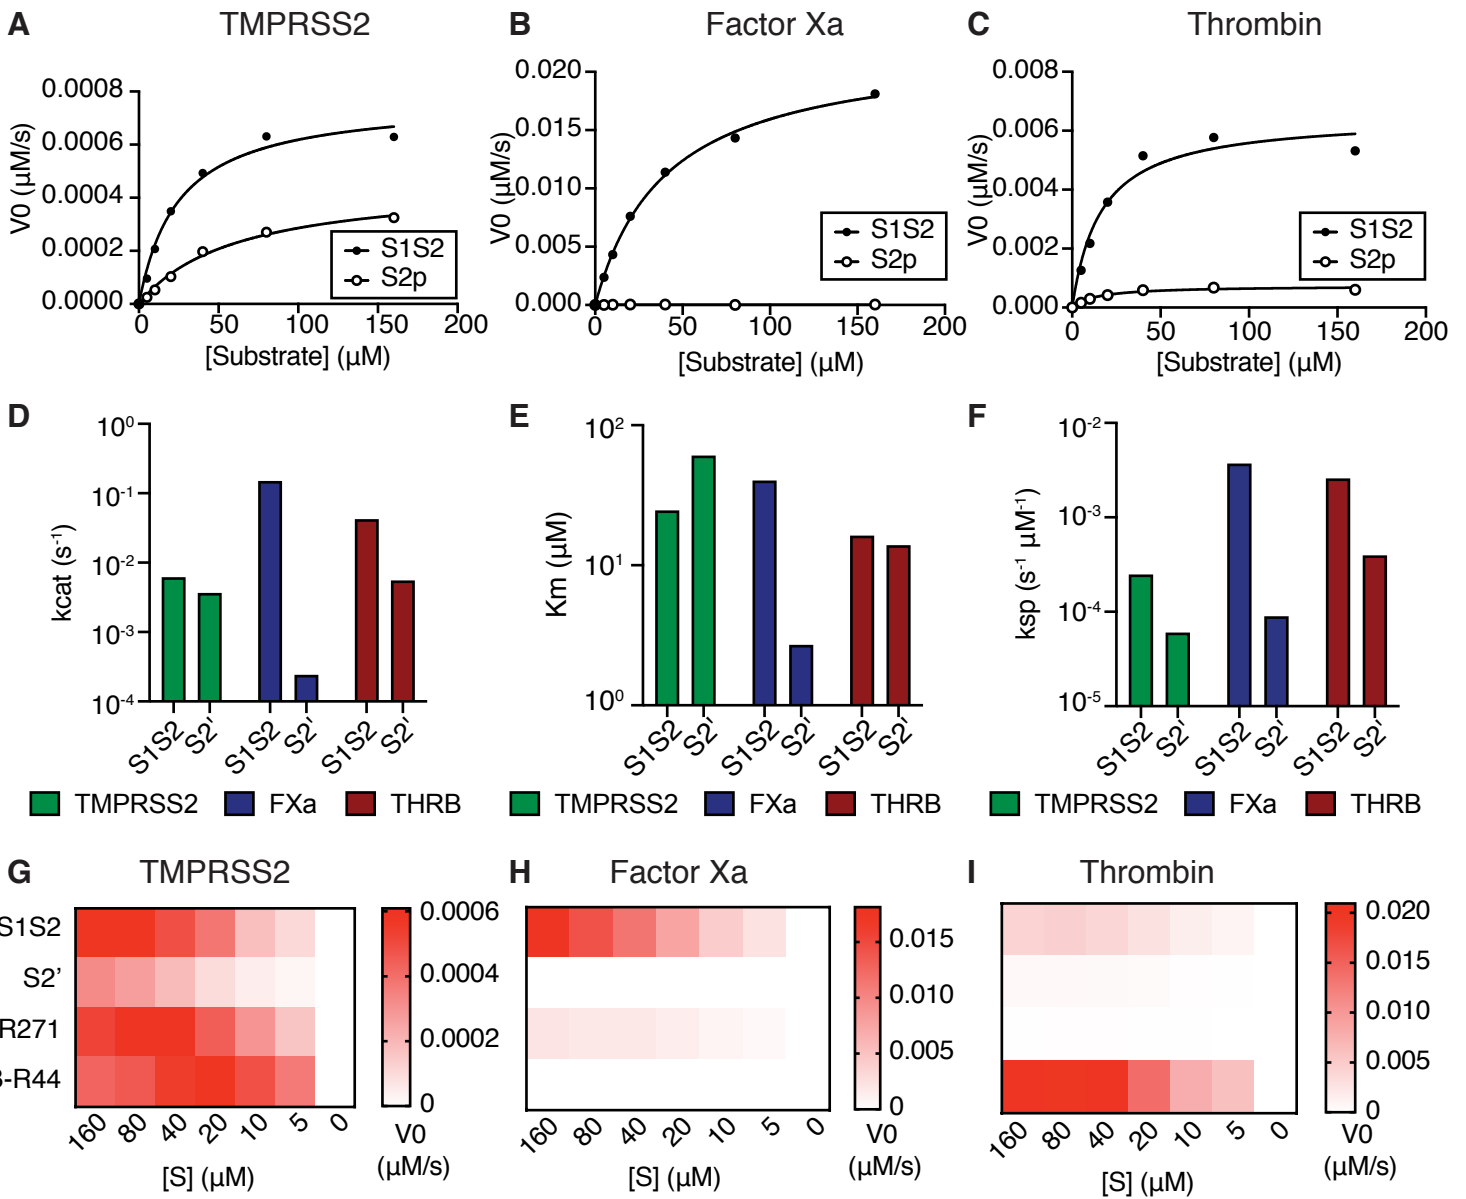 A TMPRSS2
B Factor Xa
C Thrombin
V0 (µM/s)
0.0008
0.0006
0.0004
0.0002
0.0000
0 50 100 150 200
[Substrate] (µM)
S1S2
S2p
V0 (µM/s)
0.020
0.015
0.010
0.005
0.000
0 50 100 150 200
[Substrate] (µM)
S1S2
S2p
V0 (µM/s)
0.008
0.006
0.004
0.002
0.000
0 50 100 150 200
[Substrate] (µM)
S1S2
S2p
D
kcat (s-1)
10⁰
10-1
10-2
10-3
10-4
S1S2 S2′ S1S2 S2′ S1S2 S2′
TMPRSS2 FXa THRB
E
Km (µM)
10²
10¹
10⁰
S1S2 S2′ S1S2 S2′ S1S2 S2′
TMPRSS2 FXa THRB
F
ksp (s-1 µM-1)
10-2
10-3
10-4
10-5
S1S2 S2′ S1S2 S2′ S1S2 S2′
TMPRSS2 FXa THRB
G TMPRSS2
S1S2
S2’
R271
-R44
160 80 40 20 10 5 0
[S] (µM)
0.0006
0.0004
0.0002
0
V0
(µM/s)
H Factor Xa
160 80 40 20 10 5 0
[S] (µM)
0.015
0.010
0.005
0
V0
(µM/s)
I Thrombin
160 80 40 20 10 5 0
[S] (µM)
0.020
0.015
0.010
0.005
0
V0
(µM/s)